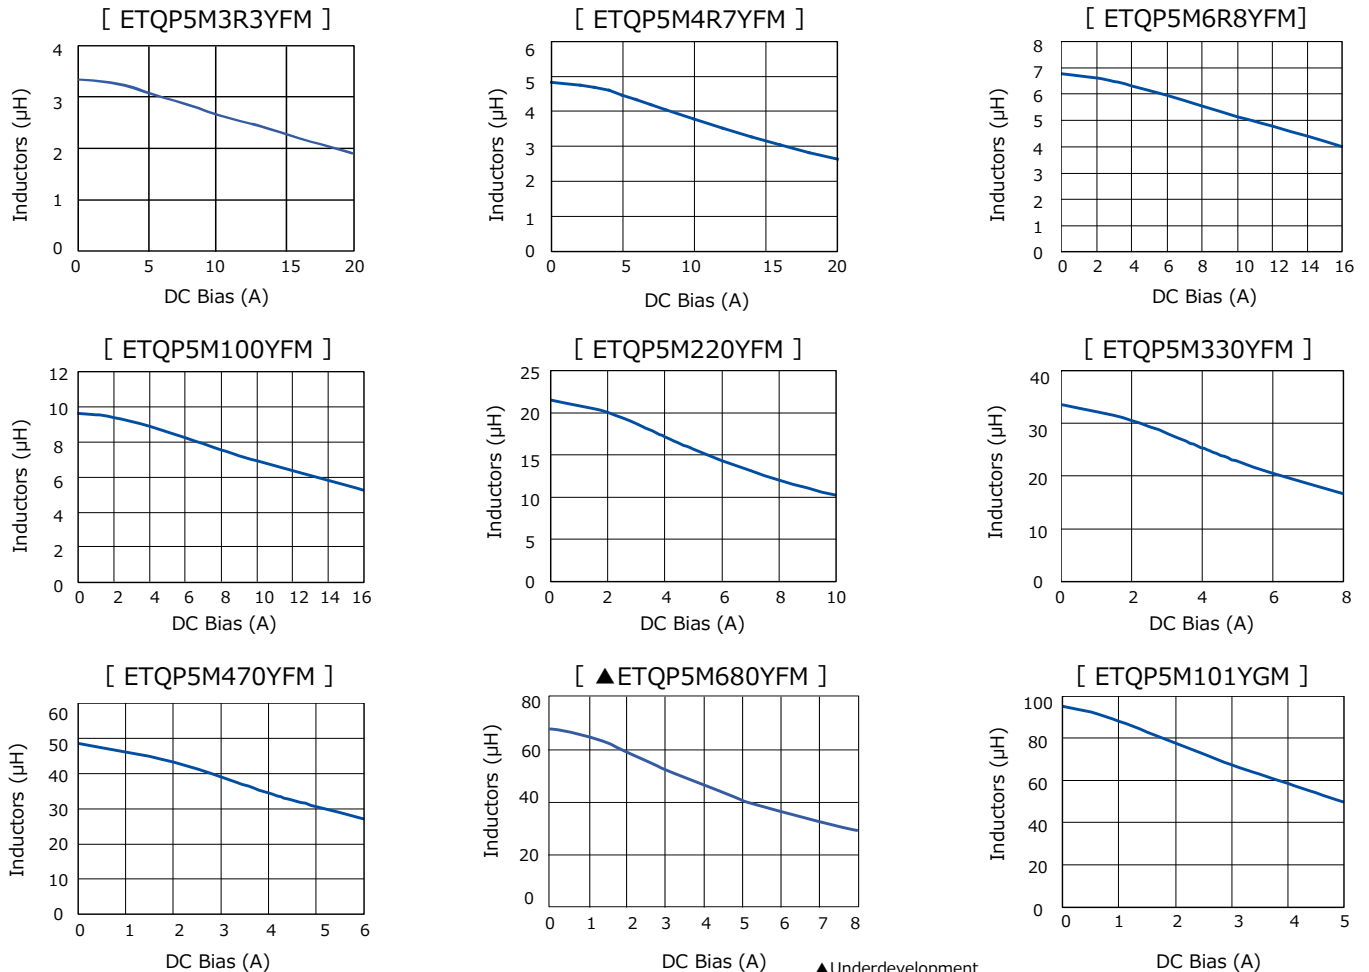 [ ETQP5M3R3YFM ]
Inductors (μH)
4
3
2
1
0
0 5 10 15 20
DC Bias (A)
[ ETQP5M4R7YFM ]
Inductors (μH)
6
5
4
3
2
1
0
0 5 10 15 20
DC Bias (A)
[ ETQP5M6R8YFM]
Inductors (μH)
8
7
6
5
4
3
2
1
0
0 2 4 6 8 10 12 14 16
DC Bias (A)
[ ETQP5M100YFM ]
Inductors (μH)
12
10
8
6
4
2
0
0 2 4 6 8 10 12 14 16
DC Bias (A)
[ ETQP5M220YFM ]
Inductors (μH)
25
20
15
10
5
0
0 2 4 6 8 10
DC Bias (A)
[ ETQP5M330YFM ]
Inductors (μH)
40
30
20
10
0
0 2 4 6 8
DC Bias (A)
[ ETQP5M470YFM ]
Inductors (μH)
60
50
40
30
20
10
0
0 1 2 3 4 5 6
DC Bias (A)
[ ▲ETQP5M680YFM ]
Inductors (μH)
80
60
40
20
0
0 1 2 3 4 5 6 7 8
DC Bias (A)
▲Underdevelopment
[ ETQP5M101YGM ]
Inductors (μH)
100
80
60
40
20
0
0 1 2 3 4 5
DC Bias (A)